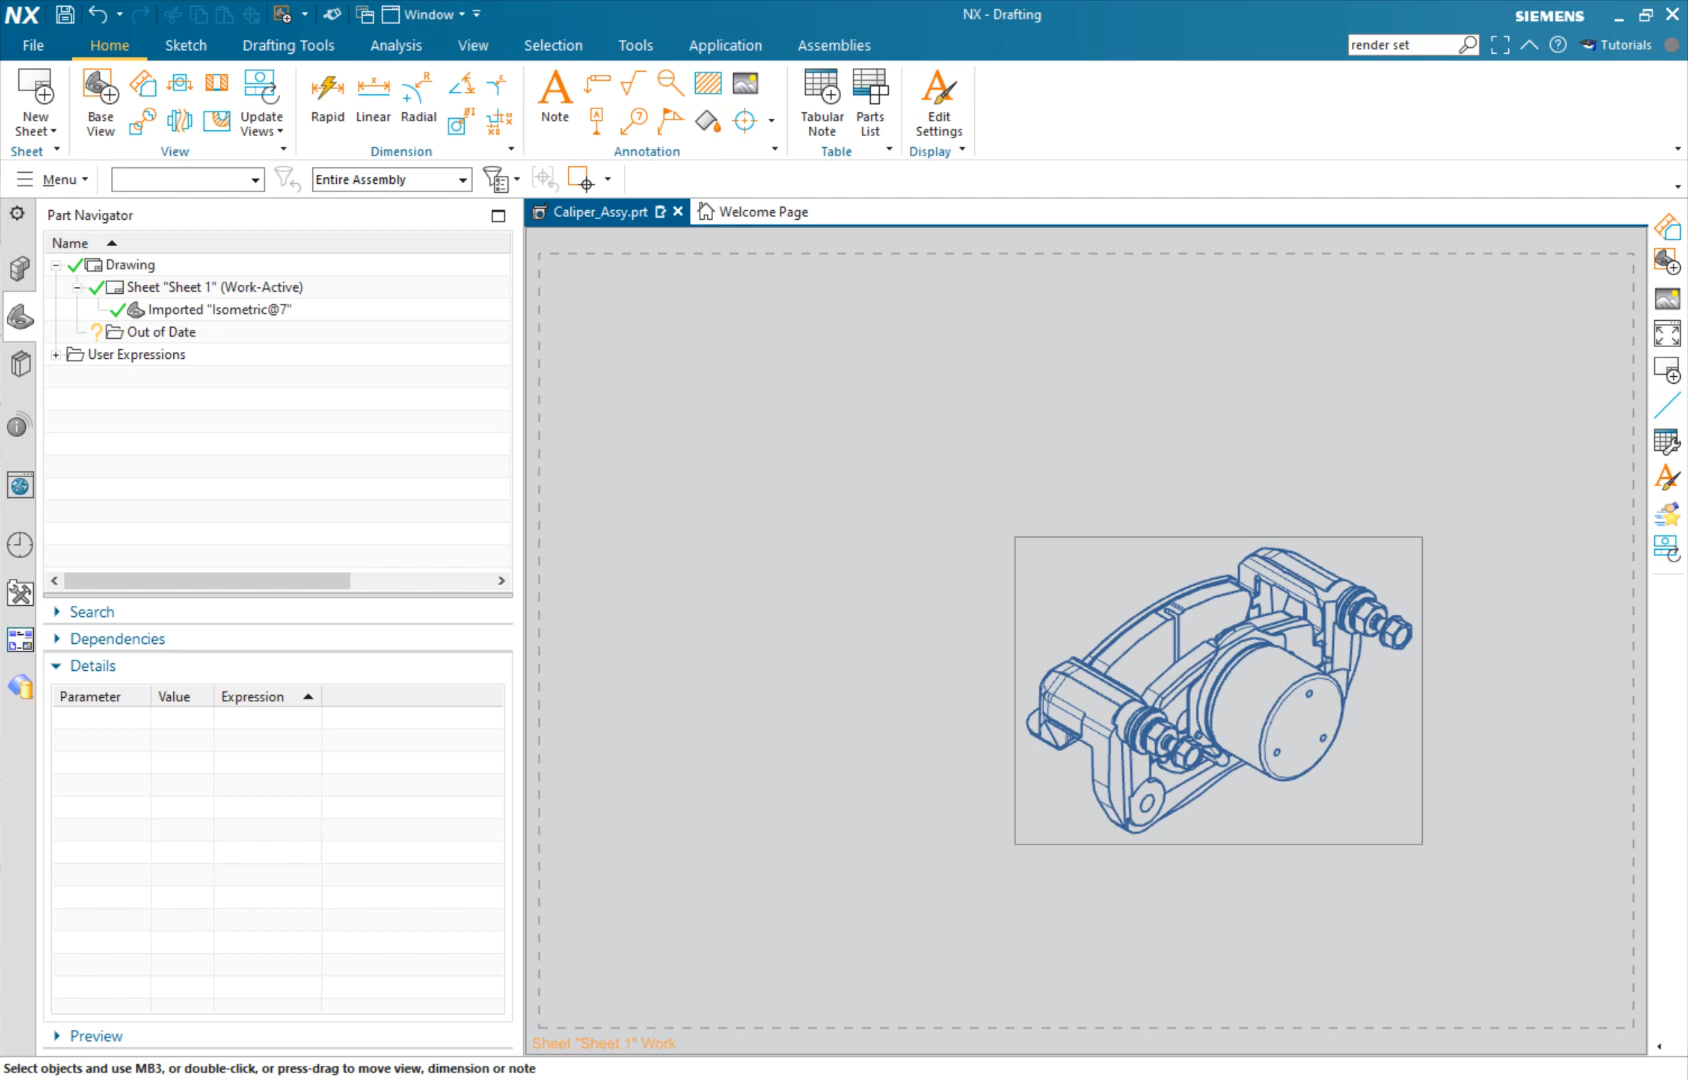 NX
Window
NX - Drafting
SIEMENS
File
Home
Sketch
Drafting Tools
Analysis
View
Selection
Tools
Application
Assemblies
render set
Tutorials
New
Sheet
Base
View
Update
Views
Rapid
Linear
Radial
Note
Tabular
Note
Parts
List
Edit
Settings
Sheet
View
Dimension
Annotation
Table
Display
Menu
Entire Assembly
Part Navigator
Caliper_Assy.prt
Welcome Page
Name
Drawing
Sheet "Sheet 1" (Work-Active)
Imported "Isometric@7"
Out of Date
User Expressions
Search
Dependencies
Details
Parameter
Value
Expression
Preview
Sheet "Sheet 1" Work
Select objects and use MB3, or double-click, or press-drag to move view, dimension or note